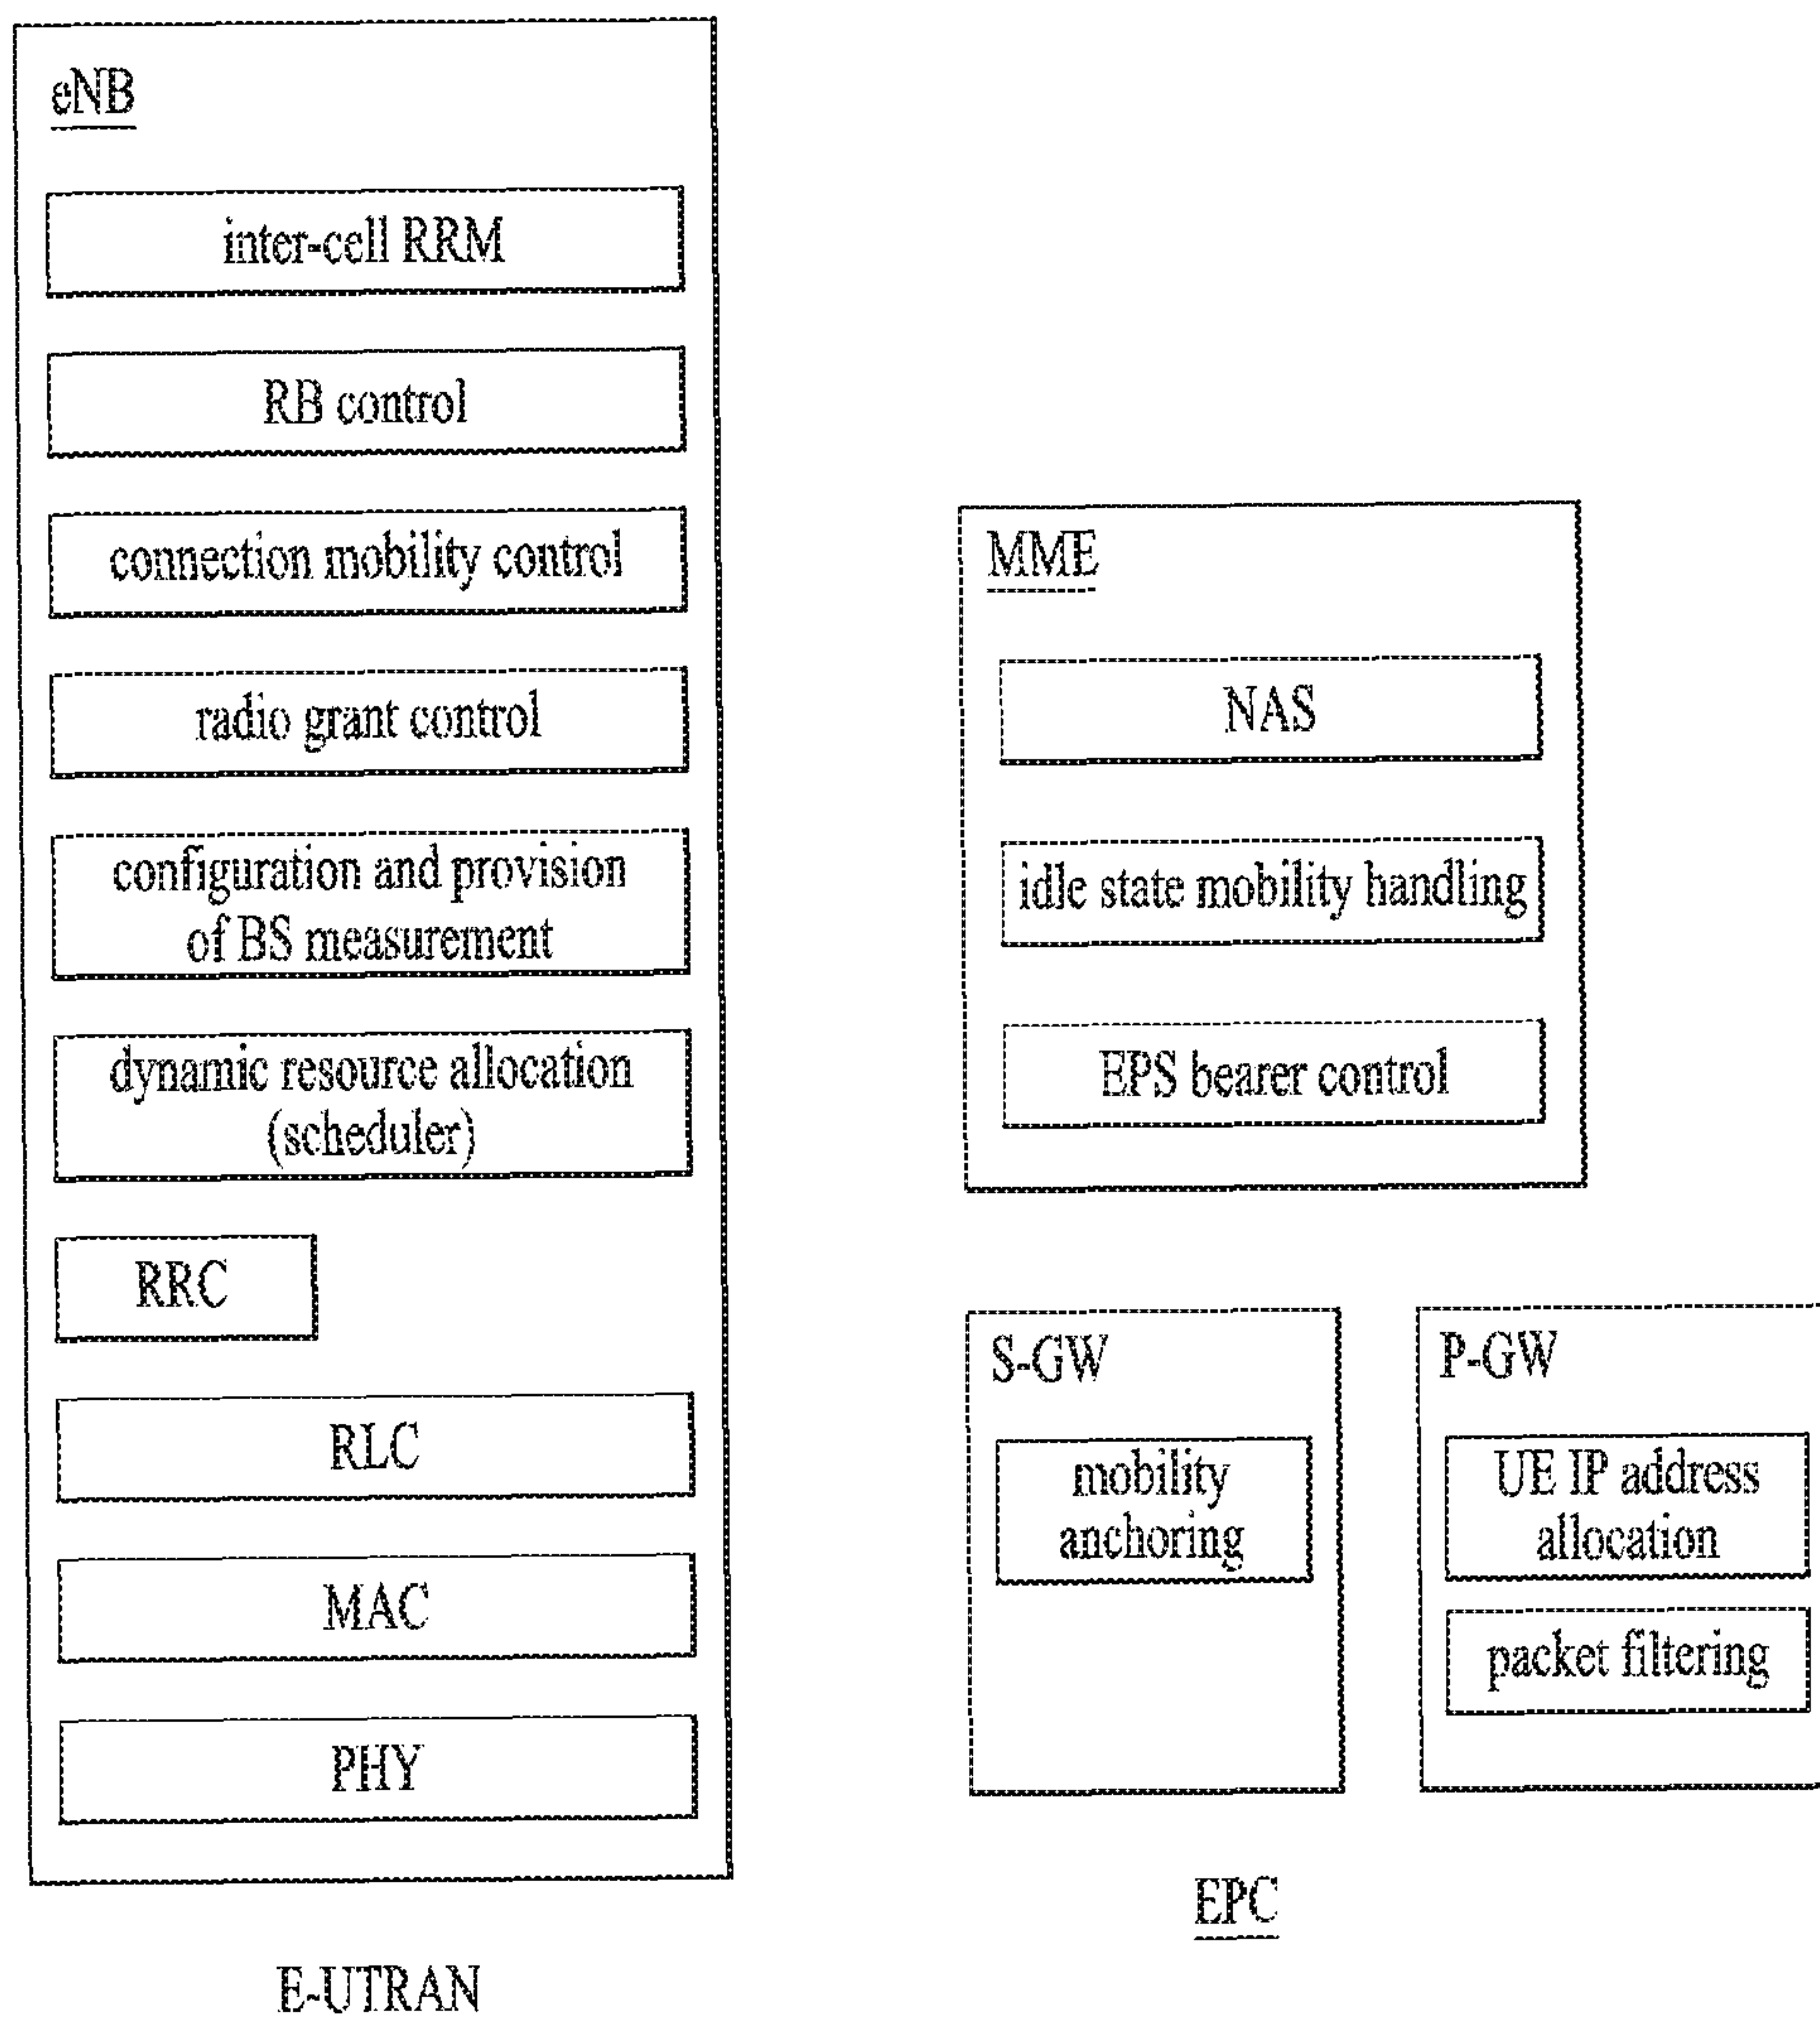 eNB
inter-cell RRM
RB control
connection mobility control
radio grant control
configuration and provision
of BS measurement
dynamic resource allocation
(scheduler)
RRC
RLC
MAC
PHY
E-UTRAN
MME
NAS
idle state mobility handling
EPS bearer control
S-GW
mobility
anchoring
P-GW
UE IP address
allocation
packet filtering
EPC